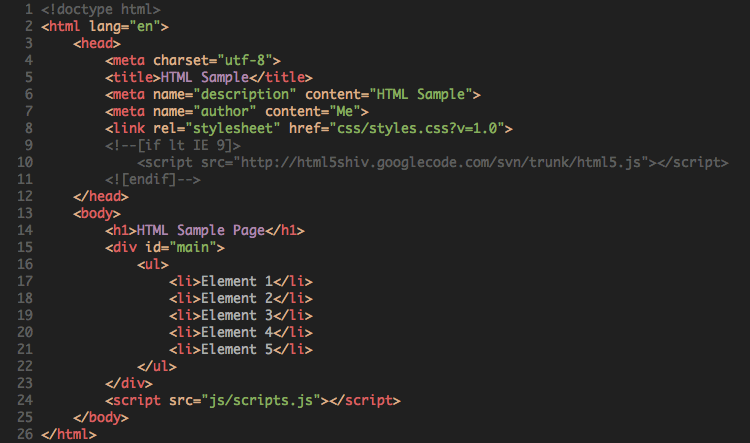 1 <!doctype html>
2 <html lang="en">
3     <head>
4         <meta charset="utf-8">
5         <title>HTML Sample</title>
6         <meta name="description" content="HTML Sample">
7         <meta name="author" content="Me">
8         <link rel="stylesheet" href="css/styles.css?v=1.0">
9         <!--[if lt IE 9]>
10             <script src="http://html5shiv.googlecode.com/svn/trunk/html5.js"></script>
11         <![endif]-->
12     </head>
13     <body>
14         <h1>HTML Sample Page</h1>
15         <div id="main">
16             <ul>
17                 <li>Element 1</li>
18                 <li>Element 2</li>
19                 <li>Element 3</li>
20                 <li>Element 4</li>
21                 <li>Element 5</li>
22             </ul>
23         </div>
24         <script src="js/scripts.js"></script>
25     </body>
26 </html>